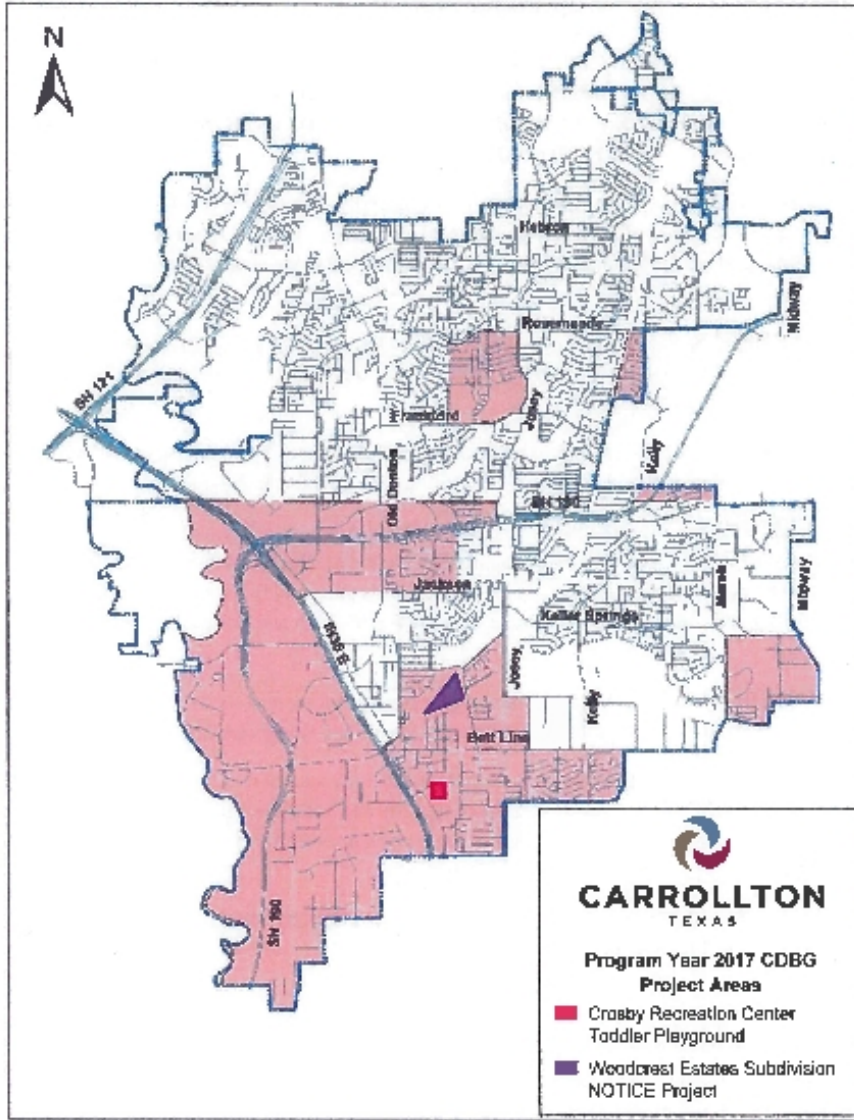 N
Hebron
Rosemeade
Midway
SH 121
Frankford
Josey
Kelly
Old Denton
SH 190
Jackson
Keller Springs
Marsh
Midway
IH35 E
Josey
Kelly
Belt Line
SH 190
CARROLLTON
TEXAS
Program Year 2017 CDBG
Project Areas
Crosby Recreation Center
Toddler Playground
Woodcrest Estates Subdivision
NOTICE Project